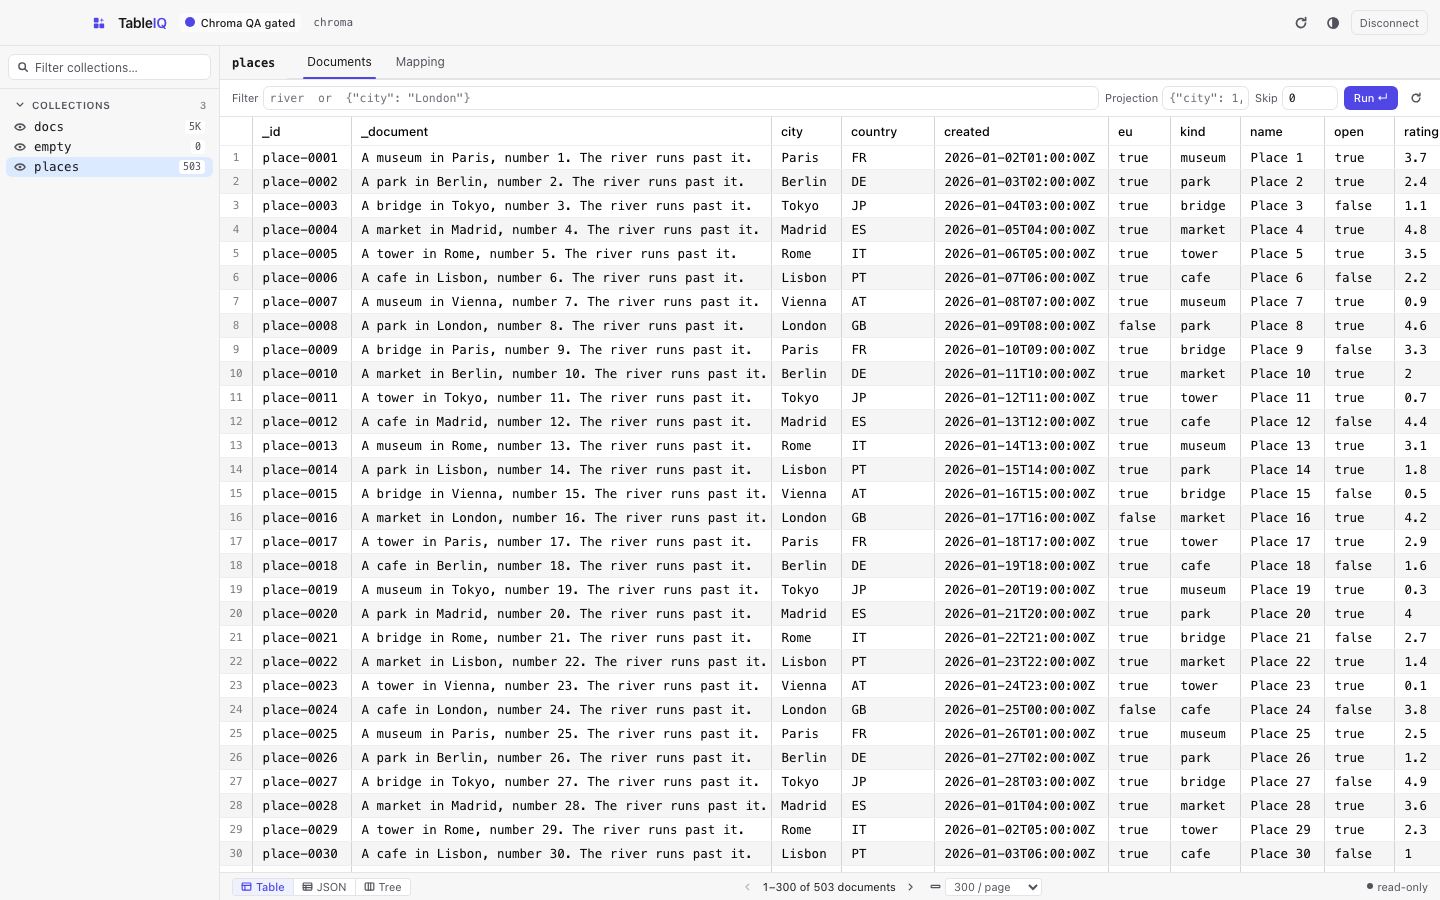 TableIQ Chroma QA gated chroma Disconnect
Filter collections...
COLLECTIONS 3
docs 5K
empty 0
places 503
places Documents Mapping
Filter river or {"city": "London"} Projection {"city": 1, Skip 0 Run
_id _document city country created eu kind name open rating
1 place-0001 A museum in Paris, number 1. The river runs past it. Paris FR 2026-01-02T01:00:00Z true museum Place 1 true 3.7
2 place-0002 A park in Berlin, number 2. The river runs past it. Berlin DE 2026-01-03T02:00:00Z true park Place 2 true 2.4
3 place-0003 A bridge in Tokyo, number 3. The river runs past it. Tokyo JP 2026-01-04T03:00:00Z true bridge Place 3 false 1.1
4 place-0004 A market in Madrid, number 4. The river runs past it. Madrid ES 2026-01-05T04:00:00Z true market Place 4 true 4.8
5 place-0005 A tower in Rome, number 5. The river runs past it. Rome IT 2026-01-06T05:00:00Z true tower Place 5 true 3.5
6 place-0006 A cafe in Lisbon, number 6. The river runs past it. Lisbon PT 2026-01-07T06:00:00Z true cafe Place 6 false 2.2
7 place-0007 A museum in Vienna, number 7. The river runs past it. Vienna AT 2026-01-08T07:00:00Z true museum Place 7 true 0.9
8 place-0008 A park in London, number 8. The river runs past it. London GB 2026-01-09T08:00:00Z false park Place 8 true 4.6
9 place-0009 A bridge in Paris, number 9. The river runs past it. Paris FR 2026-01-10T09:00:00Z true bridge Place 9 false 3.3
10 place-0010 A market in Berlin, number 10. The river runs past it. Berlin DE 2026-01-11T10:00:00Z true market Place 10 true 2
11 place-0011 A tower in Tokyo, number 11. The river runs past it. Tokyo JP 2026-01-12T11:00:00Z true tower Place 11 true 0.7
12 place-0012 A cafe in Madrid, number 12. The river runs past it. Madrid ES 2026-01-13T12:00:00Z true cafe Place 12 false 4.4
13 place-0013 A museum in Rome, number 13. The river runs past it. Rome IT 2026-01-14T13:00:00Z true museum Place 13 true 3.1
14 place-0014 A park in Lisbon, number 14. The river runs past it. Lisbon PT 2026-01-15T14:00:00Z true park Place 14 true 1.8
15 place-0015 A bridge in Vienna, number 15. The river runs past it. Vienna AT 2026-01-16T15:00:00Z true bridge Place 15 false 0.5
16 place-0016 A market in London, number 16. The river runs past it. London GB 2026-01-17T16:00:00Z false market Place 16 true 4.2
17 place-0017 A tower in Paris, number 17. The river runs past it. Paris FR 2026-01-18T17:00:00Z true tower Place 17 true 2.9
18 place-0018 A cafe in Berlin, number 18. The river runs past it. Berlin DE 2026-01-19T18:00:00Z true cafe Place 18 false 1.6
19 place-0019 A museum in Tokyo, number 19. The river runs past it. Tokyo JP 2026-01-20T19:00:00Z true museum Place 19 true 0.3
20 place-0020 A park in Madrid, number 20. The river runs past it. Madrid ES 2026-01-21T20:00:00Z true park Place 20 true 4
21 place-0021 A bridge in Rome, number 21. The river runs past it. Rome IT 2026-01-22T21:00:00Z true bridge Place 21 false 2.7
22 place-0022 A market in Lisbon, number 22. The river runs past it. Lisbon PT 2026-01-23T22:00:00Z true market Place 22 true 1.4
23 place-0023 A tower in Vienna, number 23. The river runs past it. Vienna AT 2026-01-24T23:00:00Z true tower Place 23 true 0.1
24 place-0024 A cafe in London, number 24. The river runs past it. London GB 2026-01-25T00:00:00Z false cafe Place 24 false 3.8
25 place-0025 A museum in Paris, number 25. The river runs past it. Paris FR 2026-01-26T01:00:00Z true museum Place 25 true 2.5
26 place-0026 A park in Berlin, number 26. The river runs past it. Berlin DE 2026-01-27T02:00:00Z true park Place 26 true 1.2
27 place-0027 A bridge in Tokyo, number 27. The river runs past it. Tokyo JP 2026-01-28T03:00:00Z true bridge Place 27 false 4.9
28 place-0028 A market in Madrid, number 28. The river runs past it. Madrid ES 2026-01-01T04:00:00Z true market Place 28 true 3.6
29 place-0029 A tower in Rome, number 29. The river runs past it. Rome IT 2026-01-02T05:00:00Z true tower Place 29 true 2.3
30 place-0030 A cafe in Lisbon, number 30. The river runs past it. Lisbon PT 2026-01-03T06:00:00Z true cafe Place 30 false 1
Table JSON Tree 1–300 of 503 documents 300 / page read-only